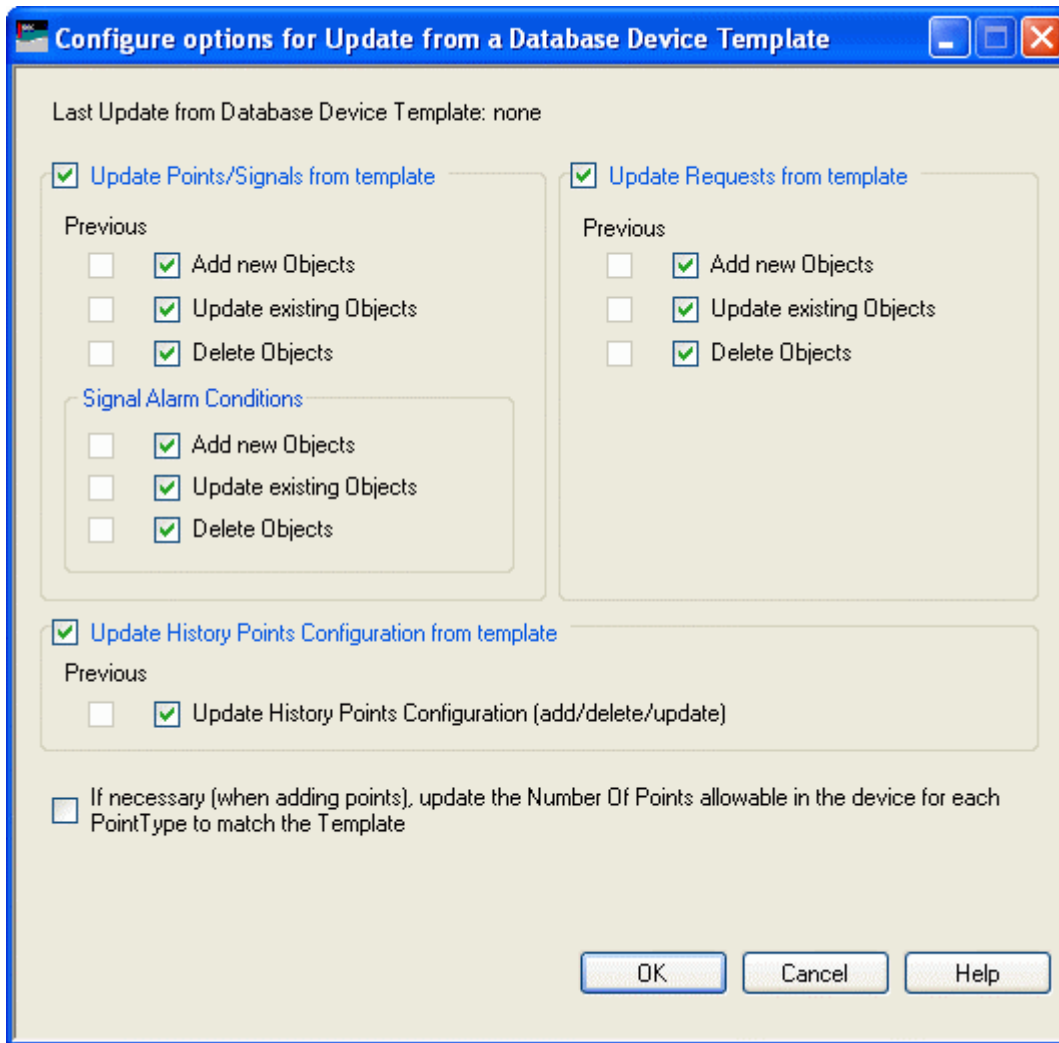 Configure options for Update from a Database Device Template
Last Update from Database Device Template: none
Update Points/Signals from template
Previous
Add new Objects
Update existing Objects
Delete Objects
Signal Alarm Conditions
Add new Objects
Update existing Objects
Delete Objects
Update Requests from template
Previous
Add new Objects
Update existing Objects
Delete Objects
Update History Points Configuration from template
Previous
Update History Points Configuration (add/delete/update)
If necessary (when adding points), update the Number Of Points allowable in the device for each
PointType to match the Template
OK
Cancel
Help